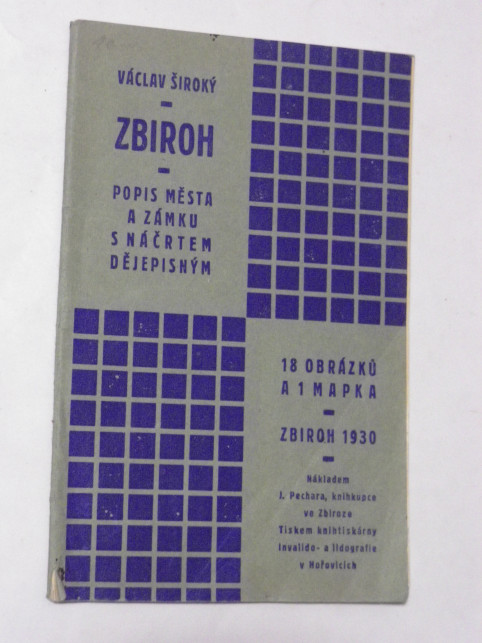 VÁCLAV ŠIROKÝ
ZBIROH
POPIS MĚSTA
A ZÁMKU
S NÁČRTEM
DĚJEPISNÝM
18 OBRÁZKŮ
A 1 MAPKA
ZBIROH 1930
Nákladem
J. Pechara, knihkupce
ve Zbiroze
Tiskem knihtiskárny
Invalido- a lidografie
v Hořovicích